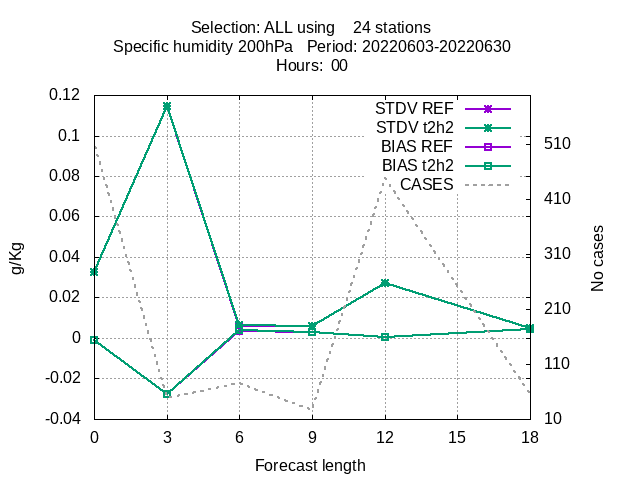 Selection: ALL using    24 stations
Specific humidity 200hPa   Period: 20220603-20220630
Hours:  00
STDV REF
STDV t2h2
BIAS REF
BIAS t2h2
CASES
0.12
0.1
0.08
0.06
0.04
0.02
0
-0.02
-0.04
g/Kg
510
410
310
210
110
10
No cases
0 3 6 9 12 15 18
Forecast length